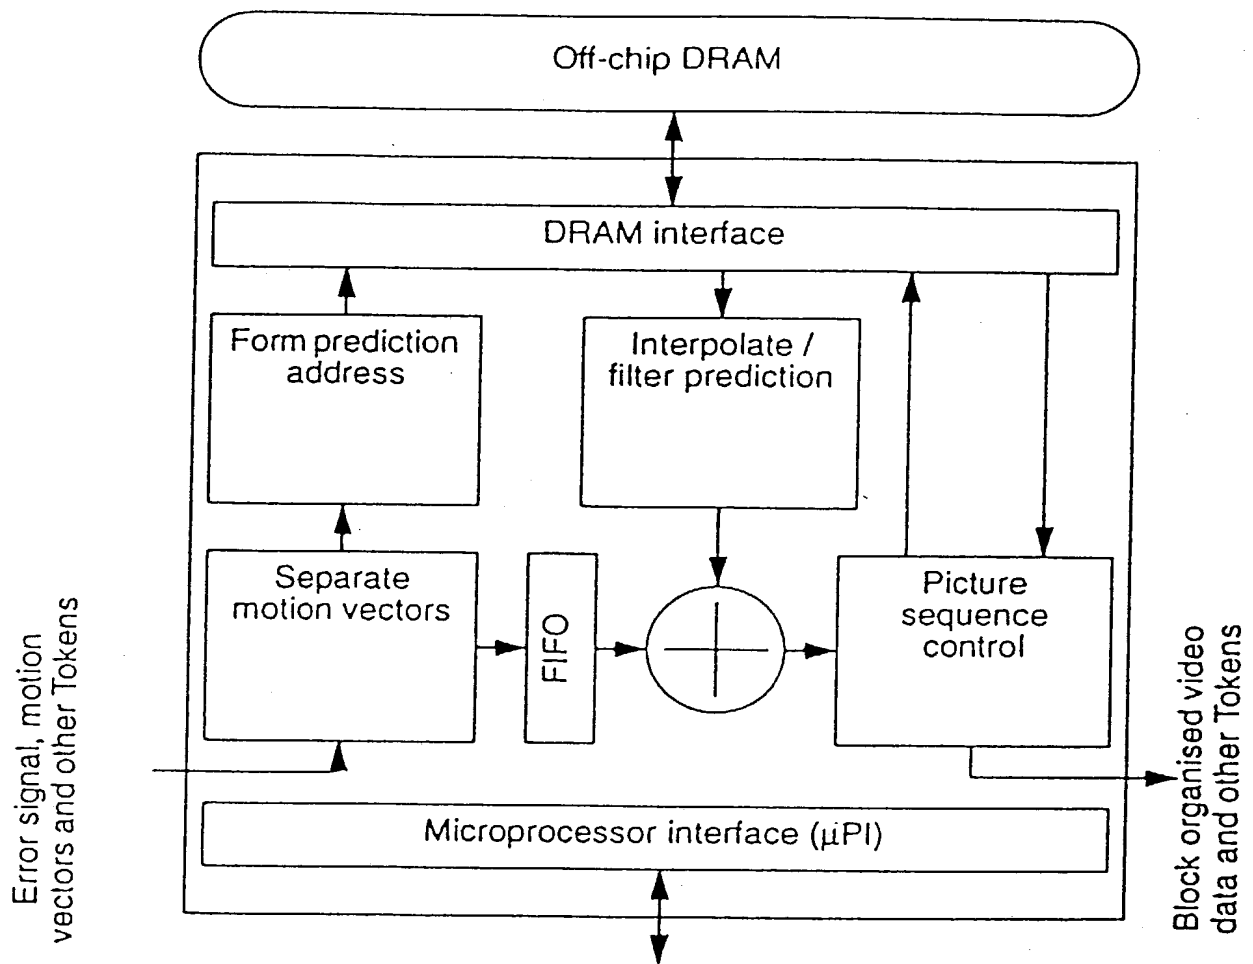 Off-chip DRAM
DRAM interface
Form prediction
address
Interpolate /
filter prediction
Separate
motion vectors
FIFO
Picture
sequence
control
Error signal, motion
vectors and other Tokens
Block organised video
data and other Tokens
Microprocessor interface (µPI)